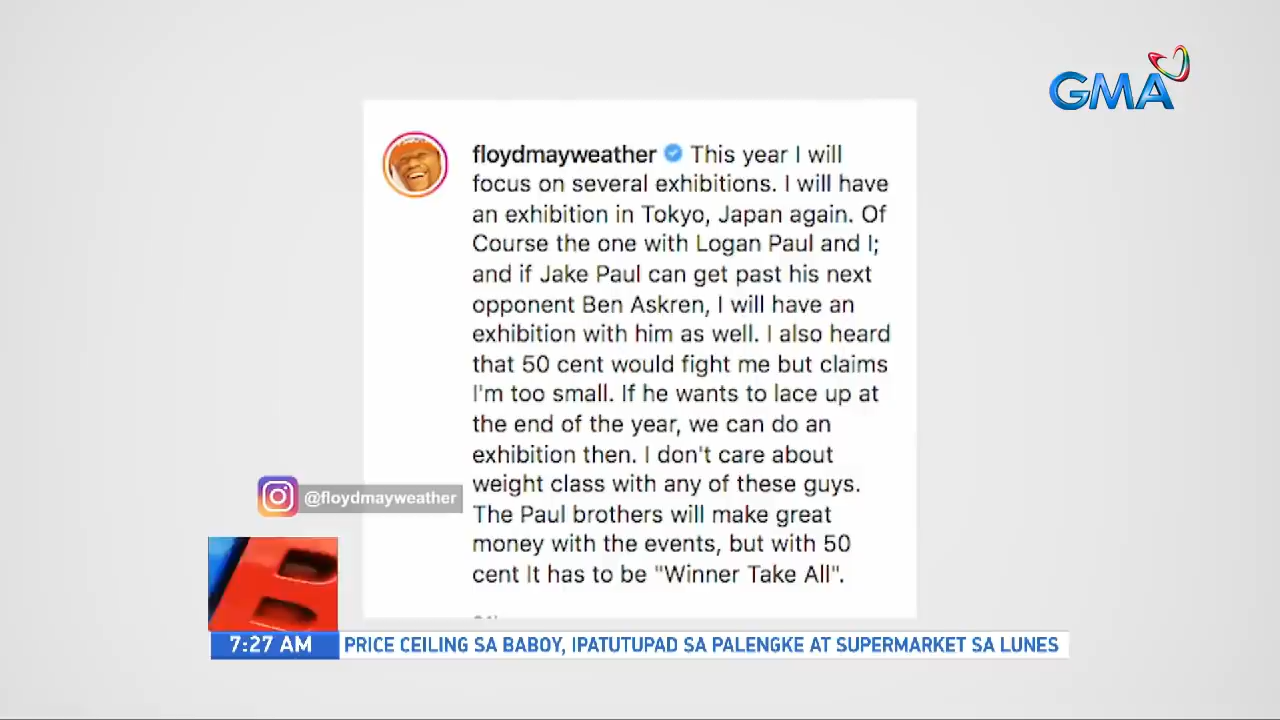 GMA
floydmayweather This year I will
focus on several exhibitions. I will have
an exhibition in Tokyo, Japan again. Of
Course the one with Logan Paul and I;
and if Jake Paul can get past his next
opponent Ben Askren, I will have an
exhibition with him as well. I also heard
that 50 cent would fight me but claims
I'm too small. If he wants to lace up at
the end of the year, we can do an
exhibition then. I don't care about
weight class with any of these guys.
The Paul brothers will make great
money with the events, but with 50
cent It has to be "Winner Take All".
@floydmayweather
7:27 AM PRICE CEILING SA BABOY, IPATUTUPAD SA PALENGKE AT SUPERMARKET SA LUNES